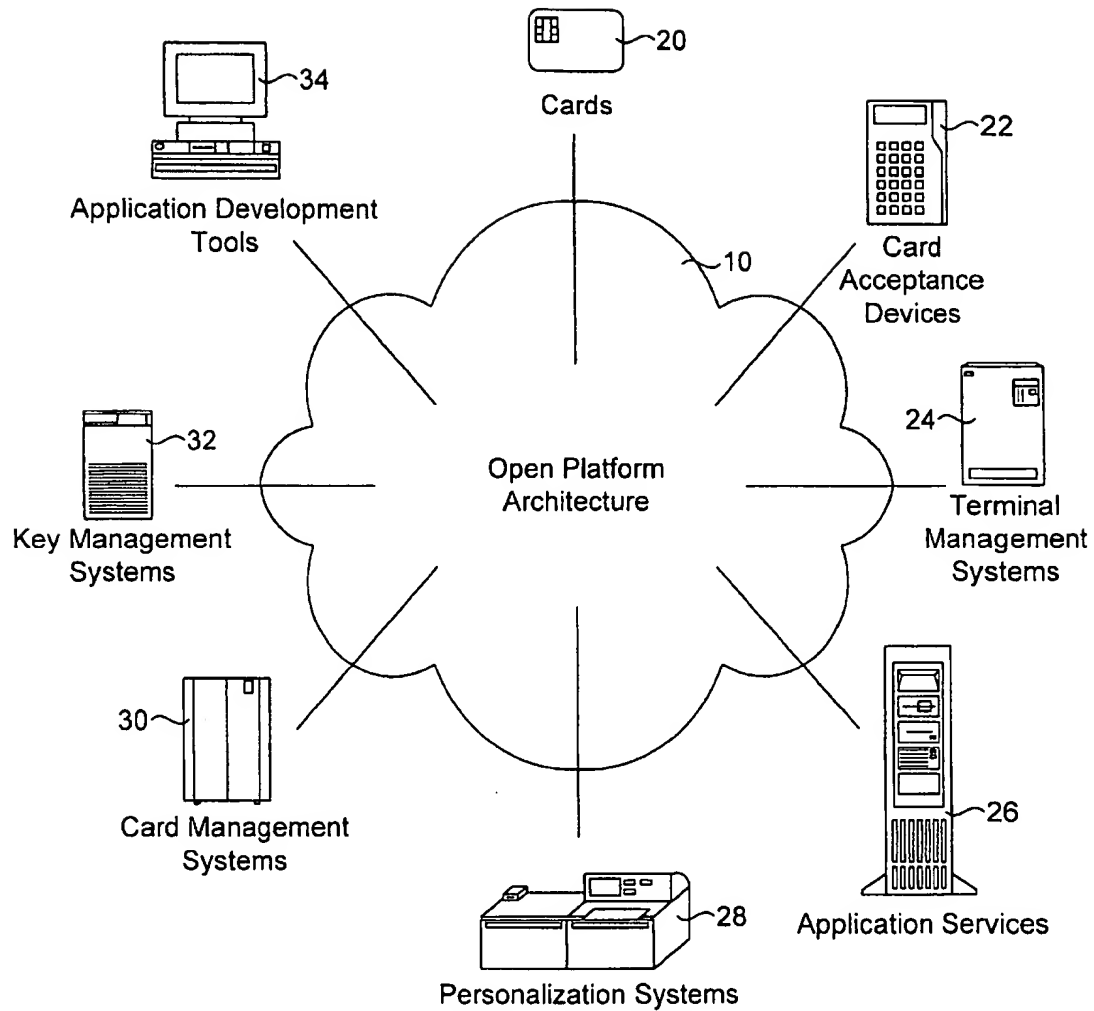 34
20
Cards
22
Application Development
Tools
10
Card
Acceptance
Devices
32
24
Open Platform
Architecture
Key Management
Systems
Terminal
Management
Systems
30
26
Card Management
Systems
28
Application Services
Personalization Systems